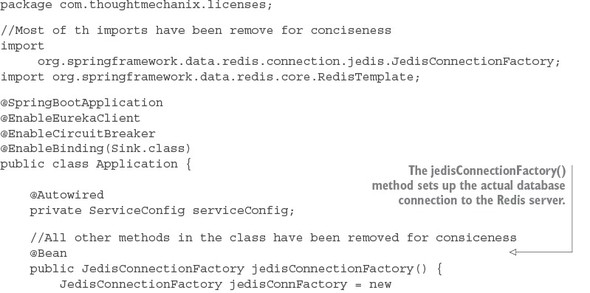 package com.thoughtmechanix.licenses;
//Most of th imports have been remove for conciseness
import
org.springframework.data.redis.connection.jedis.JedisConnectionFactory;
import org.springframework.data.redis.core.RedisTemplate;
@SpringBootApplication
@EnableEurekaClient
@EnableCircuitBreaker
@EnableBinding(Sink.class)
public class Application {
The jedisConnectionFactory()
method sets up the actual database
connection to the Redis server.
@Autowired
private ServiceConfig serviceConfig;
//All other methods in the class have been removed for consiceness
@Bean
public JedisConnectionFactory jedisConnectionFactory() {
JedisConnectionFactory jedisConnFactory = new